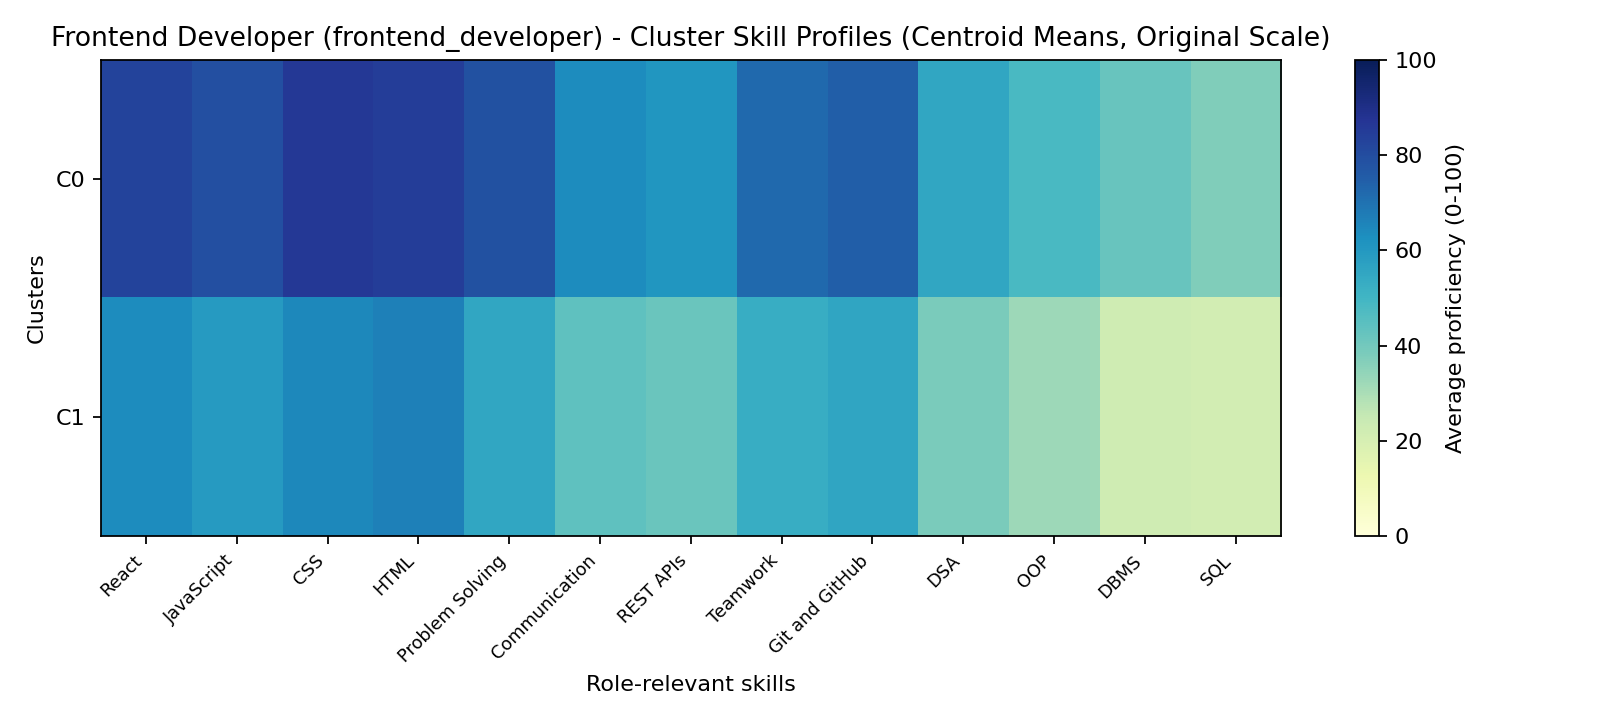 Frontend Developer (frontend_developer) - Cluster Skill Profiles (Centroid Means, Original Scale)
C0
C1
Clusters
React
JavaScript
CSS
HTML
Problem Solving
Communication
REST APIs
Teamwork
Git and GitHub
DSA
OOP
DBMS
SQL
Role-relevant skills
100
80
60
40
20
0
Average proficiency (0-100)